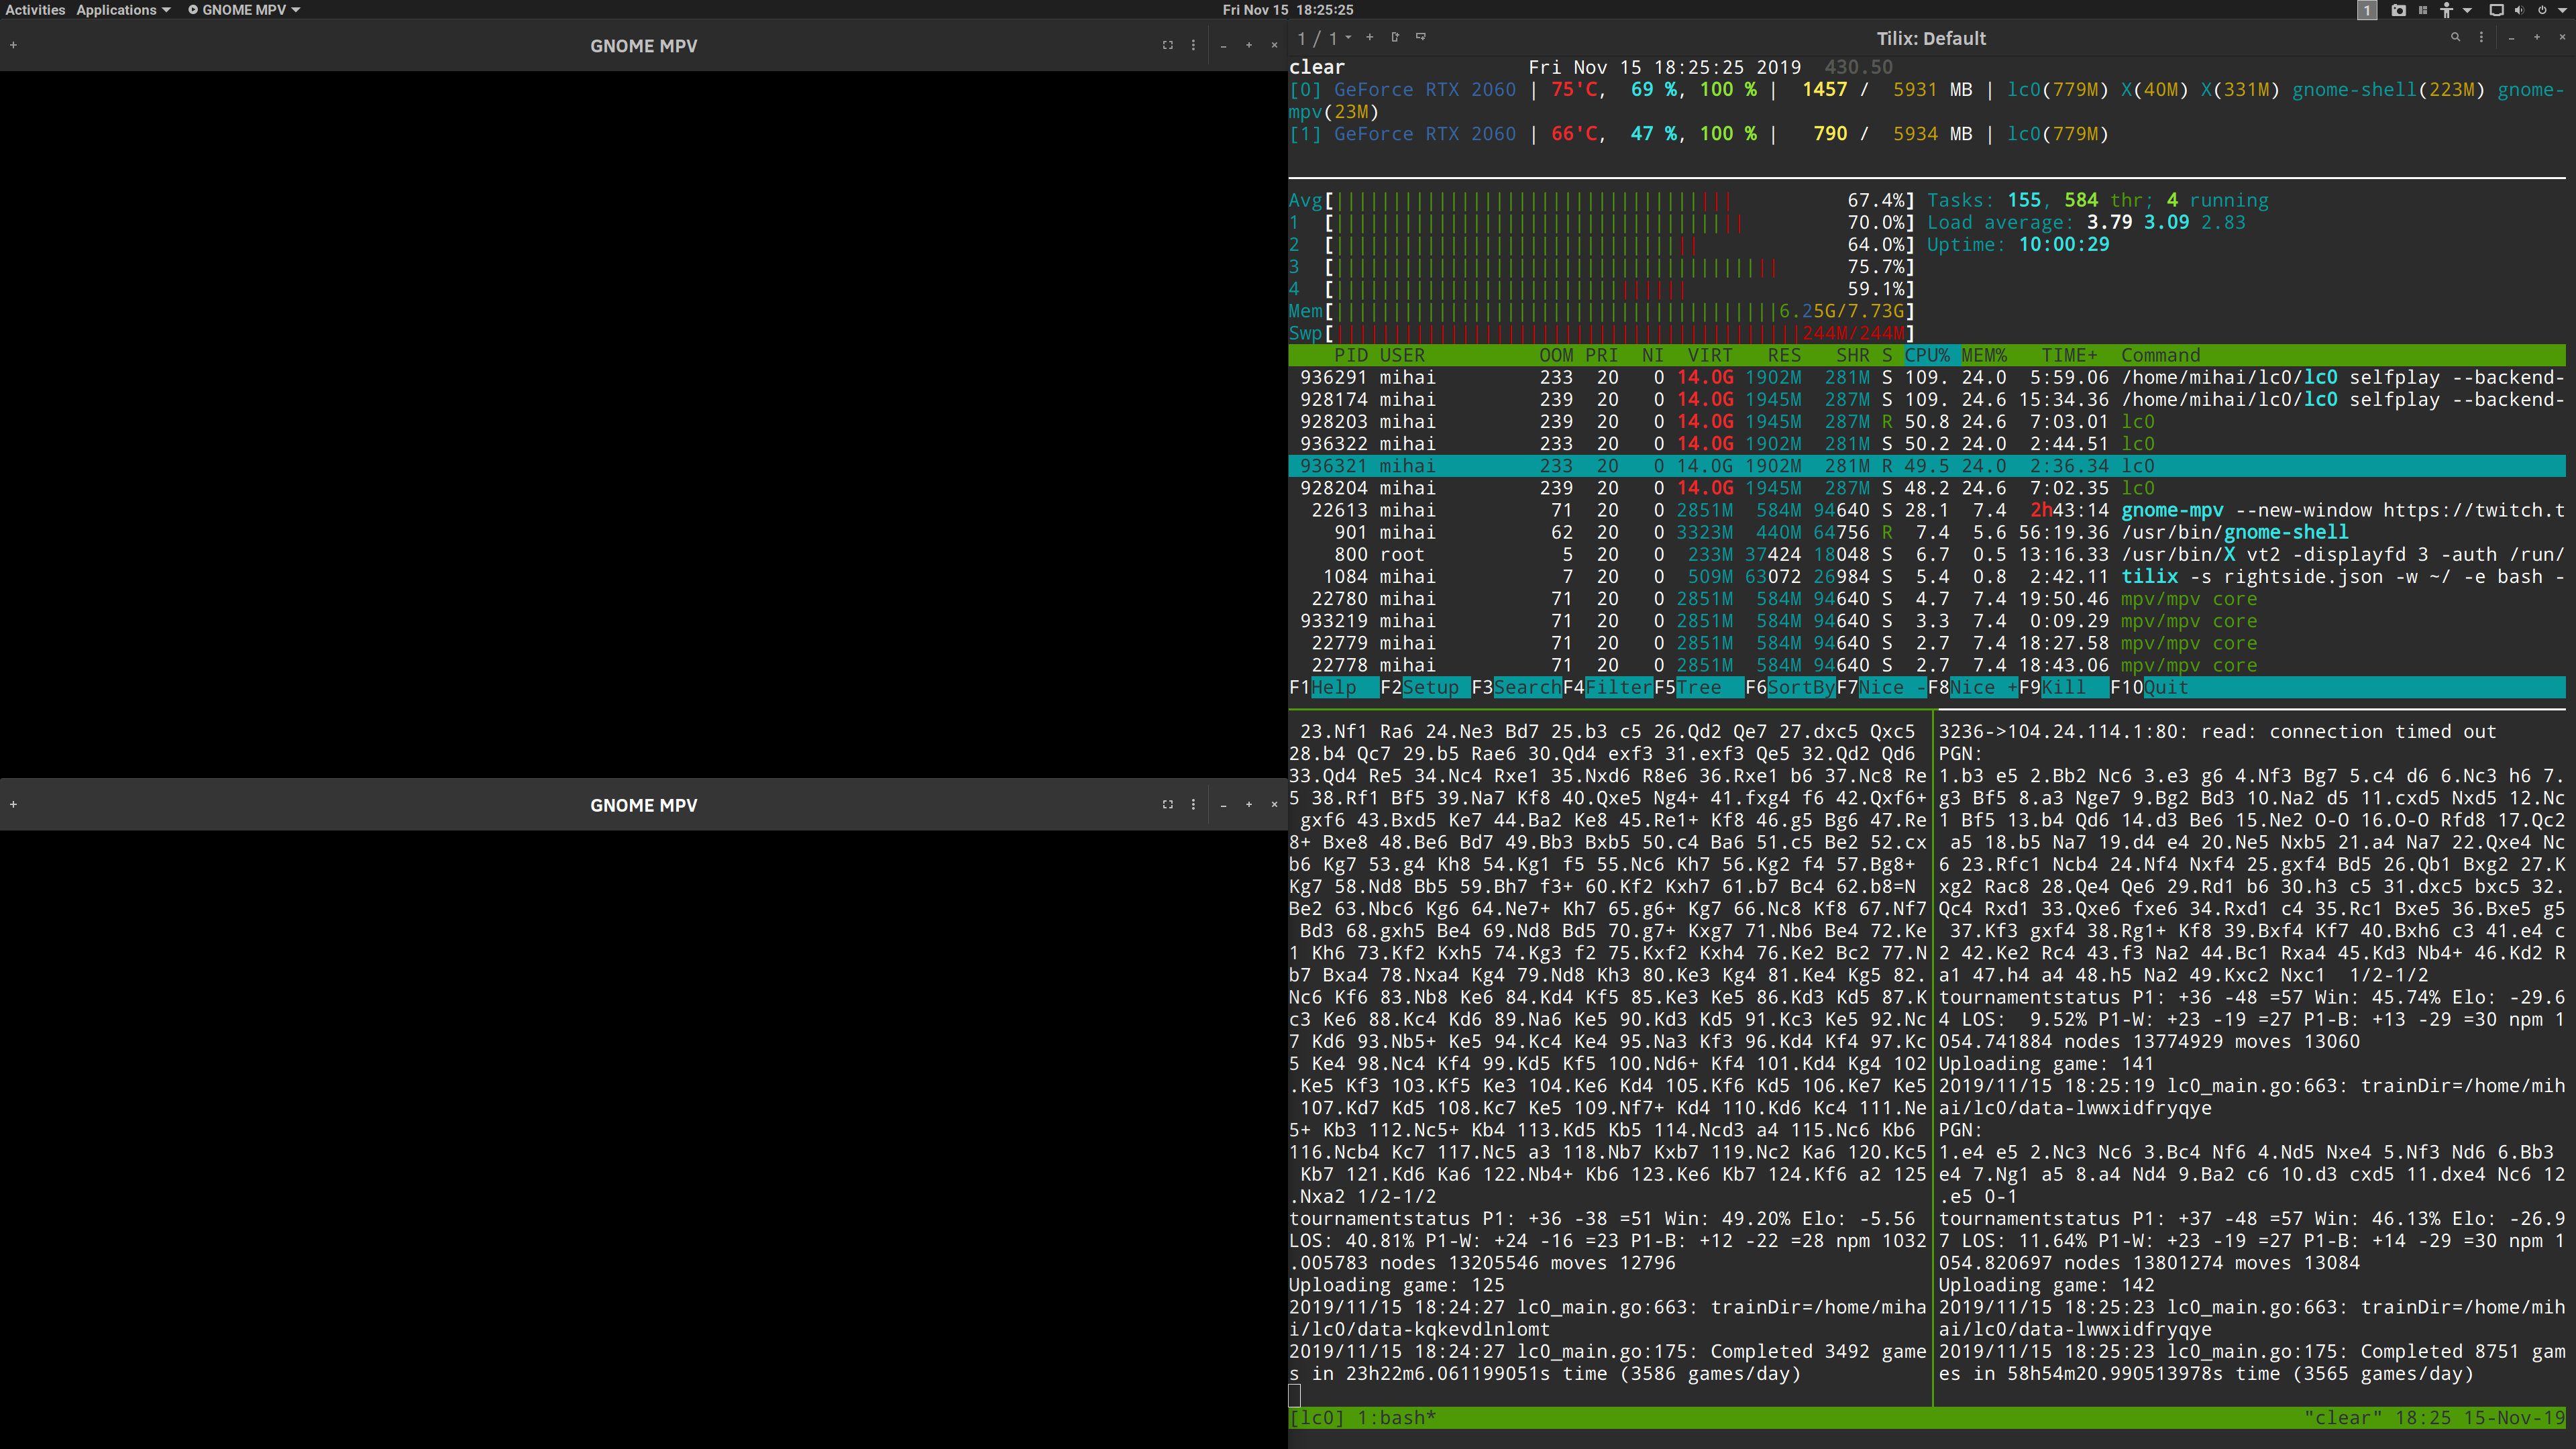 Activities Applications GNOME MPV Fri Nov 15 18:25:25 1
GNOME MPV
GNOME MPV
1 / 1 Tilix: Default
clear Fri Nov 15 18:25:25 2019 430.50
[0] GeForce RTX 2060 | 75'C, 69 %, 100 % | 1457 / 5931 MB | lc0(779M) X(40M) X(331M) gnome-shell(223M) gnome-
mpv(23M)
[1] GeForce RTX 2060 | 66'C, 47 %, 100 % | 790 / 5934 MB | lc0(779M)
Avg[ 67.4%] Tasks: 155, 584 thr; 4 running
1 [ 70.0%] Load average: 3.79 3.09 2.83
2 [ 64.0%] Uptime: 10:00:29
3 [ 75.7%]
4 [ 59.1%]
Mem[ 6.25G/7.73G]
Swp[ 244M/244M]
PID USER OOM PRI NI VIRT RES SHR S CPU% MEM% TIME+ Command
936291 mihai 233 20 0 14.0G 1902M 281M S 109. 24.0 5:59.06 /home/mihai/lc0/lc0 selfplay --backend-
928174 mihai 239 20 0 14.0G 1945M 287M S 109. 24.6 15:34.36 /home/mihai/lc0/lc0 selfplay --backend-
928203 mihai 239 20 0 14.0G 1945M 287M R 50.8 24.6 7:03.01 lc0
936322 mihai 233 20 0 14.0G 1902M 281M S 50.2 24.0 2:44.51 lc0
936321 mihai 233 20 0 14.0G 1902M 281M R 49.5 24.0 2:36.34 lc0
928204 mihai 239 20 0 14.0G 1945M 287M S 48.2 24.6 7:02.35 lc0
22613 mihai 71 20 0 2851M 584M 94640 S 28.1 7.4 2h43:14 gnome-mpv --new-window https://twitch.t
901 mihai 62 20 0 3323M 440M 64756 R 7.4 5.6 56:19.36 /usr/bin/gnome-shell
800 root 5 20 0 233M 37424 18048 S 6.7 0.5 13:16.33 /usr/bin/X vt2 -displayfd 3 -auth /run/
1084 mihai 7 20 0 509M 63072 26984 S 5.4 0.8 2:42.11 tilix -s rightside.json -w ~/ -e bash -
22780 mihai 71 20 0 2851M 584M 94640 S 4.7 7.4 19:50.46 mpv/mpv core
933219 mihai 71 20 0 2851M 584M 94640 S 3.3 7.4 0:09.29 mpv/mpv core
22779 mihai 71 20 0 2851M 584M 94640 S 2.7 7.4 18:27.58 mpv/mpv core
22778 mihai 71 20 0 2851M 584M 94640 S 2.7 7.4 18:43.06 mpv/mpv core
F1Help F2Setup F3SearchF4FilterF5Tree F6SortByF7Nice -F8Nice +F9Kill F10Quit
23.Nf1 Ra6 24.Ne3 Bd7 25.b3 c5 26.Qd2 Qe7 27.dxc5 Qxc5
28.b4 Qc7 29.b5 Rae6 30.Qd4 exf3 31.exf3 Qe5 32.Qd2 Qd6
33.Qd4 Re5 34.Nc4 Rxe1 35.Nxd6 R8e6 36.Rxe1 b6 37.Nc8 Re
5 38.Rf1 Bf5 39.Na7 Kf8 40.Qxe5 Ng4+ 41.fxg4 f6 42.Qxf6+
gxf6 43.Bxd5 Ke7 44.Ba2 Ke8 45.Re1+ Kf8 46.g5 Bg6 47.Re
8+ Bxe8 48.Be6 Bd7 49.Bb3 Bxb5 50.c4 Ba6 51.c5 Be2 52.cx
b6 Kg7 53.g4 Kh8 54.Kg1 f5 55.Nc6 Kh7 56.Kg2 f4 57.Bg8+
Kg7 58.Nd8 Bb5 59.Bh7 f3+ 60.Kf2 Kxh7 61.b7 Bc4 62.b8=N
Be2 63.Nbc6 Kg6 64.Ne7+ Kh7 65.g6+ Kg7 66.Nc8 Kf8 67.Nf7
Bd3 68.gxh5 Be4 69.Nd8 Bd5 70.g7+ Kxg7 71.Nb6 Be4 72.Ke
1 Kh6 73.Kf2 Kxh5 74.Kg3 f2 75.Kxf2 Kxh4 76.Ke2 Bc2 77.N
b7 Bxa4 78.Nxa4 Kg4 79.Nd8 Kh3 80.Ke3 Kg4 81.Ke4 Kg5 82.
Nc6 Kf6 83.Nb8 Ke6 84.Kd4 Kf5 85.Ke3 Ke5 86.Kd3 Kd5 87.K
c3 Ke6 88.Kc4 Kd6 89.Na6 Ke5 90.Kd3 Kd5 91.Kc3 Ke5 92.Nc
7 Kd6 93.Nb5+ Ke5 94.Kc4 Ke4 95.Na3 Kf3 96.Kd4 Kf4 97.Kc
5 Ke4 98.Nc4 Kf4 99.Kd5 Kf5 100.Nd6+ Kf4 101.Kd4 Kg4 102
.Ke5 Kf3 103.Kf5 Ke3 104.Ke6 Kd4 105.Kf6 Kd5 106.Ke7 Ke5
107.Kd7 Kd5 108.Kc7 Ke5 109.Nf7+ Kd4 110.Kd6 Kc4 111.Ne
5+ Kb3 112.Nc5+ Kb4 113.Kd5 Kb5 114.Ncd3 a4 115.Nc6 Kb6
116.Ncb4 Kc7 117.Nc5 a3 118.Nb7 Kxb7 119.Nc2 Ka6 120.Kc5
Kb7 121.Kd6 Ka6 122.Nb4+ Kb6 123.Ke6 Kb7 124.Kf6 a2 125
.Nxa2 1/2-1/2
tournamentstatus P1: +36 -38 =51 Win: 49.20% Elo: -5.56
LOS: 40.81% P1-W: +24 -16 =23 P1-B: +12 -22 =28 npm 1032
.005783 nodes 13205546 moves 12796
Uploading game: 125
2019/11/15 18:24:27 lc0_main.go:663: trainDir=/home/miha
i/lc0/data-kqkevdlnlomt
2019/11/15 18:24:27 lc0_main.go:175: Completed 3492 game
s in 23h22m6.061199051s time (3586 games/day)
3236->104.24.114.1:80: read: connection timed out
PGN:
1.b3 e5 2.Bb2 Nc6 3.e3 g6 4.Nf3 Bg7 5.c4 d6 6.Nc3 h6 7.
g3 Bf5 8.a3 Nge7 9.Bg2 Bd3 10.Na2 d5 11.cxd5 Nxd5 12.Nc
1 Bf5 13.b4 Qd6 14.d3 Be6 15.Ne2 O-O 16.O-O Rfd8 17.Qc2
a5 18.b5 Na7 19.d4 e4 20.Ne5 Nxb5 21.a4 Na7 22.Qxe4 Nc
6 23.Rfc1 Ncb4 24.Nf4 Nxf4 25.gxf4 Bd5 26.Qb1 Bxg2 27.K
xg2 Rac8 28.Qe4 Qe6 29.Rd1 b6 30.h3 c5 31.dxc5 bxc5 32.
Qc4 Rxd1 33.Qxe6 fxe6 34.Rxd1 c4 35.Rc1 Bxe5 36.Bxe5 g5
37.Kf3 gxf4 38.Rg1+ Kf8 39.Bxf4 Kf7 40.Bxh6 c3 41.e4 c
2 42.Ke2 Rc4 43.f3 Na2 44.Bc1 Rxa4 45.Kd3 Nb4+ 46.Kd2 R
a1 47.h4 a4 48.h5 Na2 49.Kxc2 Nxc1 1/2-1/2
tournamentstatus P1: +36 -48 =57 Win: 45.74% Elo: -29.6
4 LOS: 9.52% P1-W: +23 -19 =27 P1-B: +13 -29 =30 npm 1
054.741884 nodes 13774929 moves 13060
Uploading game: 141
2019/11/15 18:25:19 lc0_main.go:663: trainDir=/home/mih
ai/lc0/data-lwwxidfryqye
PGN:
1.e4 e5 2.Nc3 Nc6 3.Bc4 Nf6 4.Nd5 Nxe4 5.Nf3 Nd6 6.Bb3
e4 7.Ng1 a5 8.a4 Nd4 9.Ba2 c6 10.d3 cxd5 11.dxe4 Nc6 12
.e5 0-1
tournamentstatus P1: +37 -48 =57 Win: 46.13% Elo: -26.9
7 LOS: 11.64% P1-W: +23 -19 =27 P1-B: +14 -29 =30 npm 1
054.820697 nodes 13801274 moves 13084
Uploading game: 142
2019/11/15 18:25:23 lc0_main.go:663: trainDir=/home/mih
ai/lc0/data-lwwxidfryqye
2019/11/15 18:25:23 lc0_main.go:175: Completed 8751 gam
es in 58h54m20.990513978s time (3565 games/day)
[lc0] 1:bash* "clear" 18:25 15-Nov-19